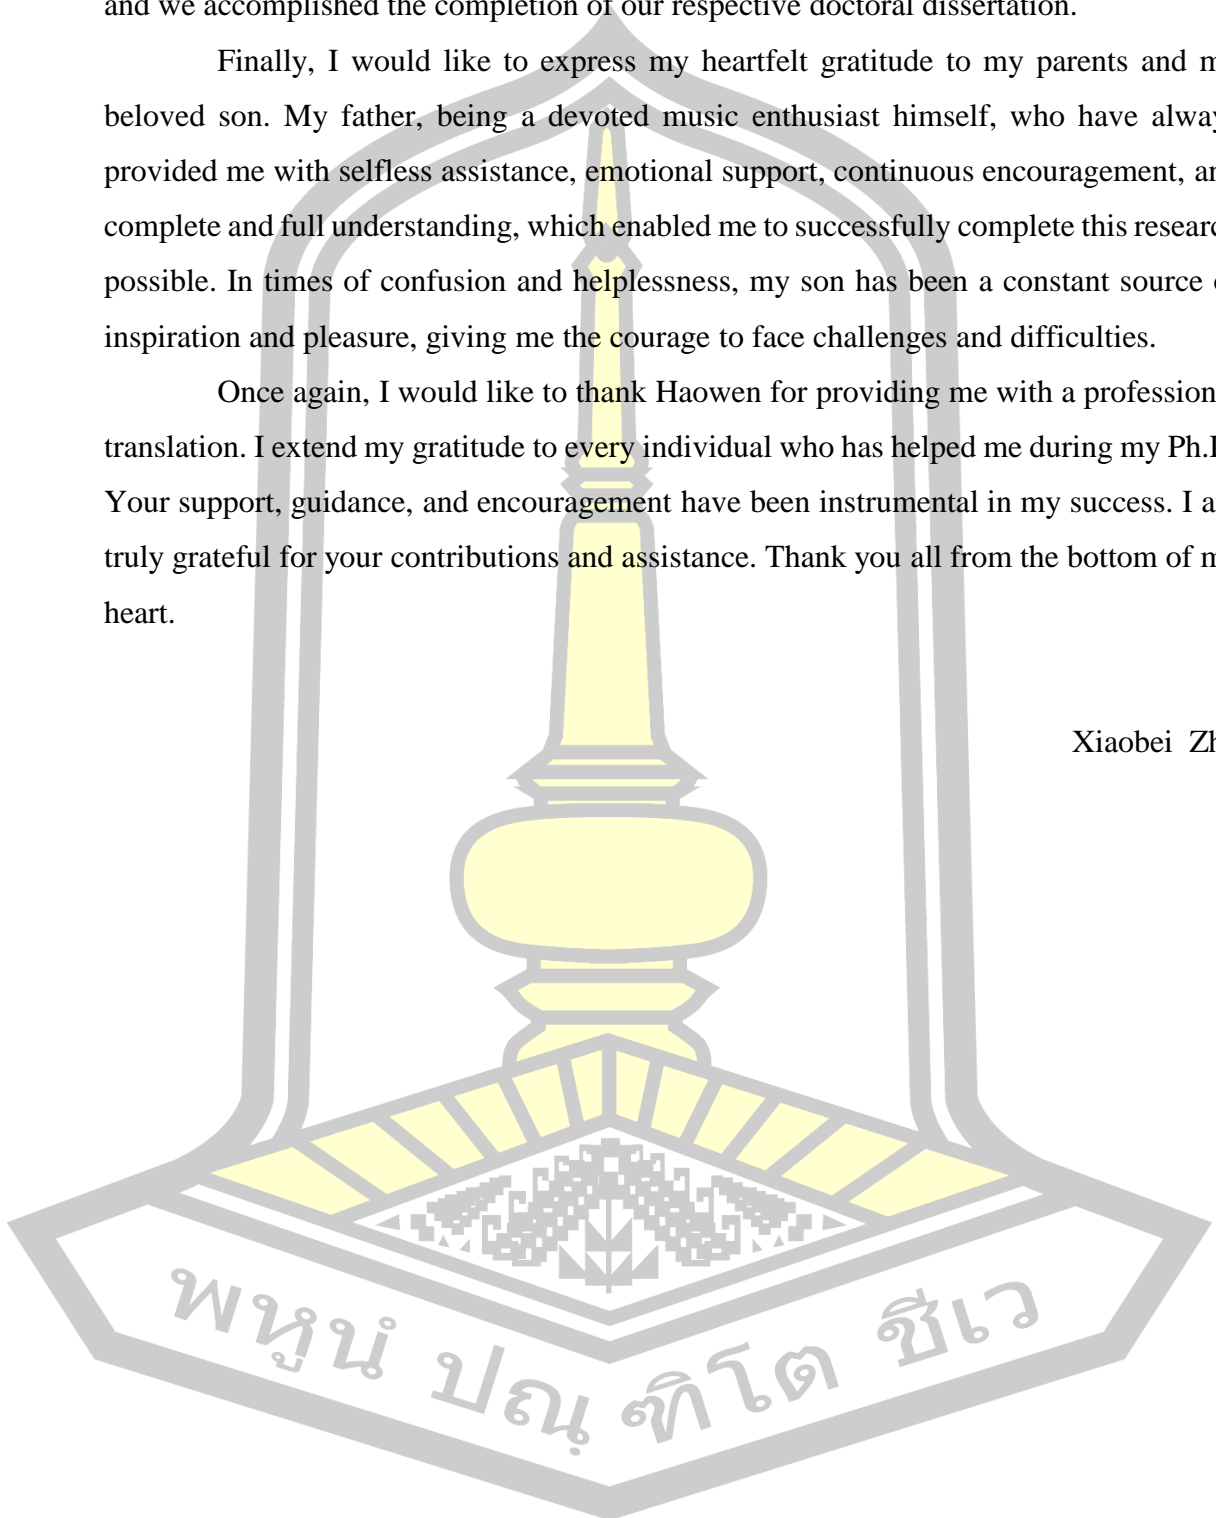 and we accomplished the completion of our respective doctoral dissertation.
Finally, I would like to express my heartfelt gratitude to my parents and m
beloved son. My father, being a devoted music enthusiast himself, who have alway
provided me with selfless assistance, emotional support, continuous encouragement, an
complete and full understanding, which enabled me to successfully complete this researc
possible. In times of confusion and helplessness, my son has been a constant source
inspiration and pleasure, giving me the courage to face challenges and difficulties.
Once again, I would like to thank Haowen for providing me with a profession
translation. I extend my gratitude to every individual who has helped me during my Ph.D
Your support, guidance, and encouragement have been instrumental in my success. I a
truly grateful for your contributions and assistance. Thank you all from the bottom of m
heart.
Xiaobei Zh
พหูนํ ปณฺฑิโต ชีเว